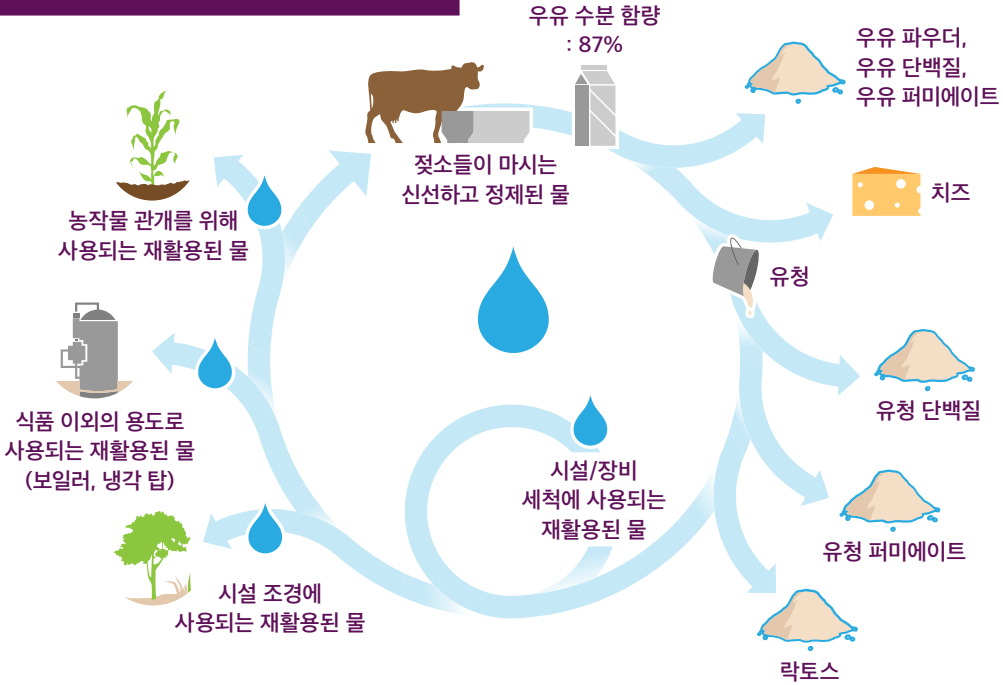 우유 수분 함량
: 87%
우유 파우더,
우유 단백질,
우유 퍼미에이트
젖소들이 마시는
신선하고 정제된 물
치즈
농작물 관개를 위해
사용되는 재활용된 물
유청
유청 단백질
식품 이외의 용도로
사용되는 재활용된 물
(보일러, 냉각 탑)
시설/장비
세척에 사용되는
재활용된 물
유청 퍼미에이트
시설 조경에
사용되는 재활용된 물
락토스